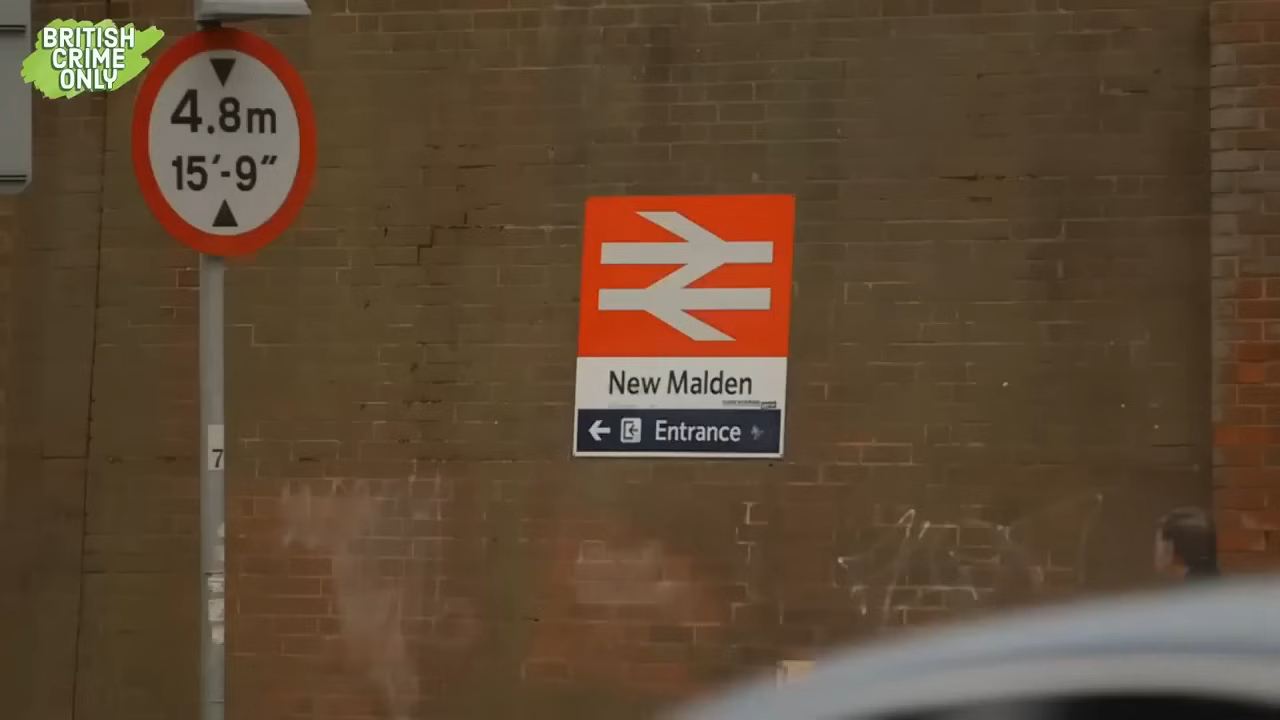 BRITISH
CRIME
ONLY
4.8m
15'-9"
New Malden
Entrance
7